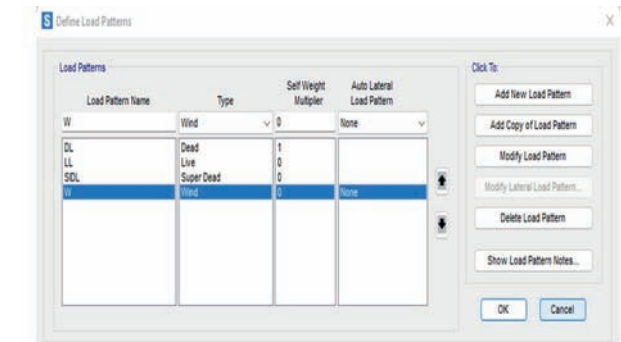 S Define Load Patterns X
Load Patterns
Click To:
Load Pattern Name Type Self Weight Multiplier Auto Lateral Load Pattern
W Wind 0 None
DL Dead 1
LL Live 0
SIDL Super Dead 0
W Wind 0 None
Add New Load Pattern
Add Copy of Load Pattern
Modify Load Pattern
Modify Lateral Load Pattern...
Delete Load Pattern
Show Load Pattern Notes...
OK Cancel